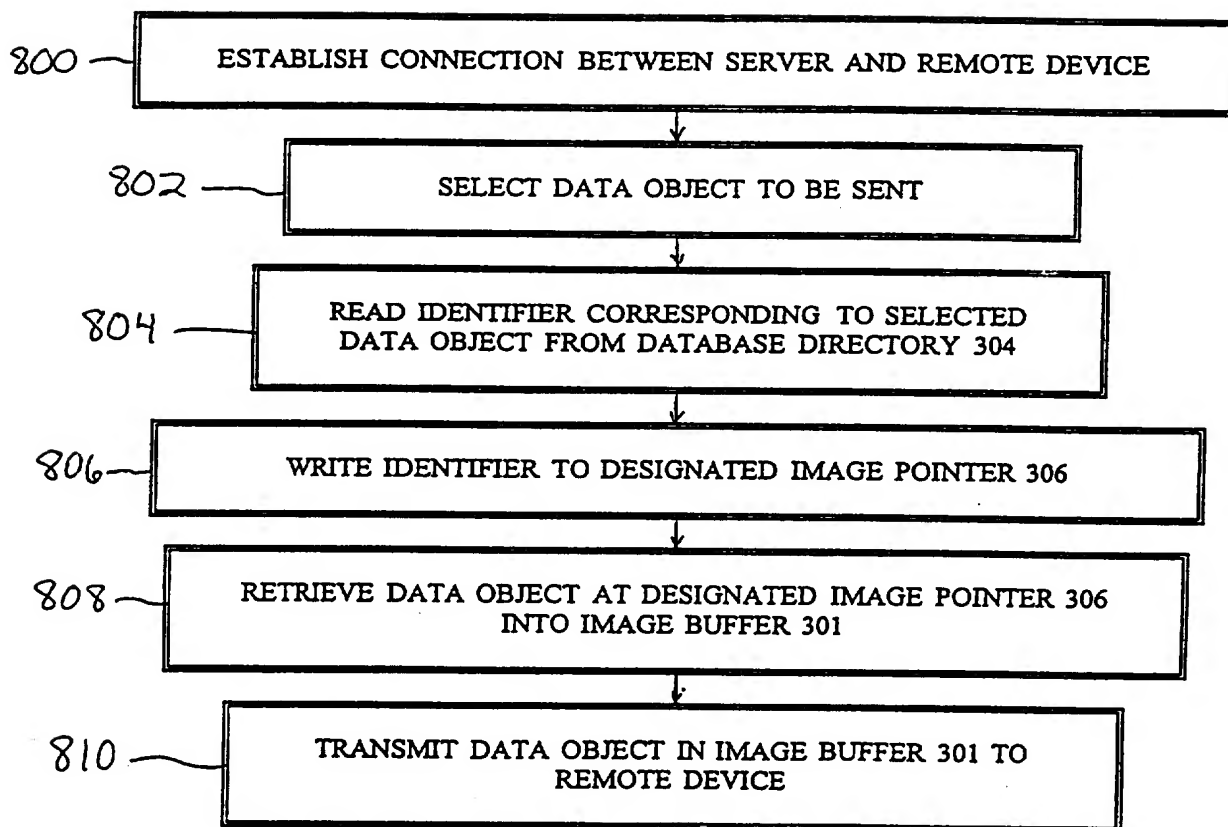 800 ESTABLISH CONNECTION BETWEEN SERVER AND REMOTE DEVICE
802 SELECT DATA OBJECT TO BE SENT
804 READ IDENTIFIER CORRESPONDING TO SELECTED
DATA OBJECT FROM DATABASE DIRECTORY 304
806 WRITE IDENTIFIER TO DESIGNATED IMAGE POINTER 306
808 RETRIEVE DATA OBJECT AT DESIGNATED IMAGE POINTER 306
INTO IMAGE BUFFER 301
810 TRANSMIT DATA OBJECT IN IMAGE BUFFER 301 TO
REMOTE DEVICE